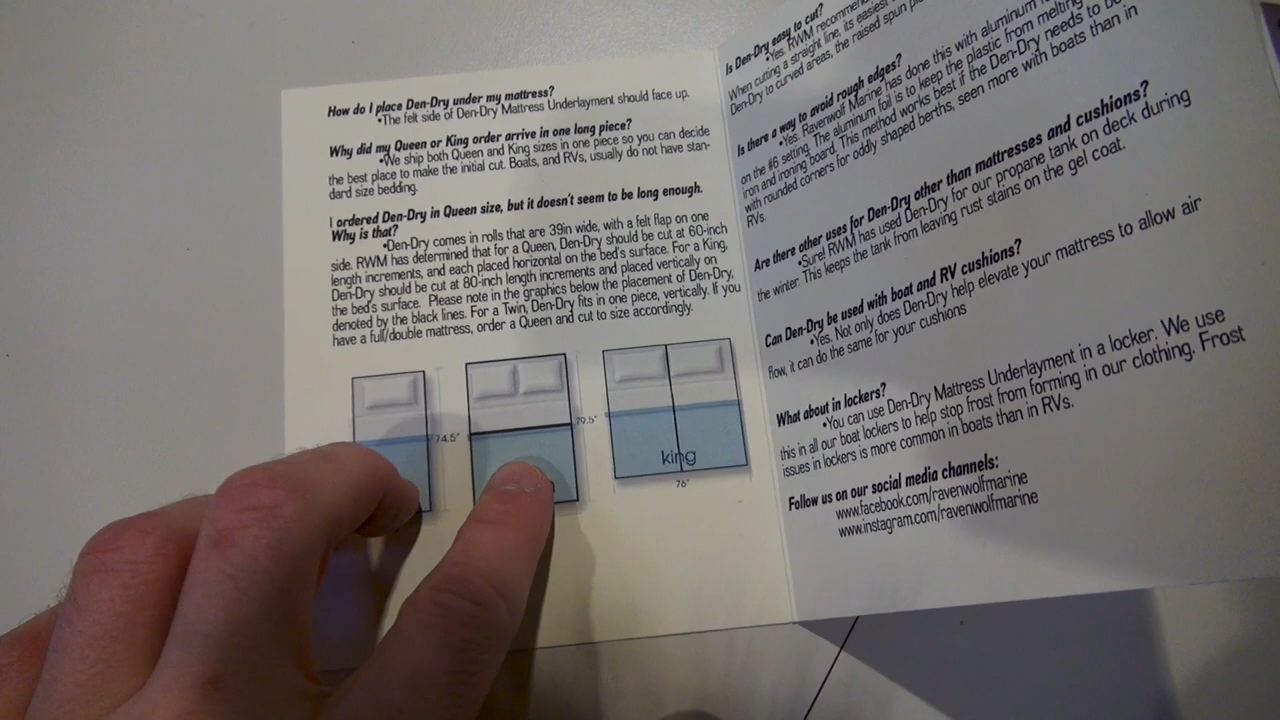 How do I place Den-Dry under my mattress?
•The felt side of Den-Dry Mattress Underlayment should face up.
Why did my Queen or King order arrive in one long piece?
•We ship both Queen and King sizes in one piece so you can decide
the best place to make the initial cut. Boats, and RVs, usually do not have stan-
dard size bedding.
I ordered Den-Dry in Queen size, but it doesn't seem to be long enough.
Why is that?
•Den-Dry comes in rolls that are 39in wide, with a felt flap on one
side. RWM has determined that for a Queen, Den-Dry should be cut at 60-inch
length increments, and each placed horizontal on the bed's surface. For a King,
Den-Dry should be cut at 80-inch length increments and placed vertically on
the bed's surface. Please note in the graphics below the placement of Den-Dry,
denoted by the black lines. For a Twin, Den-Dry fits in one piece, vertically. If you
have a full/double mattress, order a Queen and cut to size accordingly.
74.5"
79.5"
king
76"
Is Den-Dry easy to cut?
•Yes. RWM
When cutting a straight line, its easiest
Den-Dry to curved areas, the raised spun
Is there a way to avoid rough edges?
•Yes. Ravenwolf Marine has done this with aluminum
on the #6 setting. The aluminum foil is to keep the plastic from melting
iron and ironing board. This method works best if the Den-Dry needs to be
with rounded corners for oddly shaped berths, seen more with boats than in
RVs.
Are there other uses for Den-Dry other than mattresses and cushions?
•Sure! RWM has used Den-Dry for our propane tank on deck during
the winter. This keeps the tank from leaving rust stains on the gel coat.
Can Den-Dry be used with boat and RV cushions?
•Yes. Not only does Den-Dry help elevate your mattress to allow air
flow, it can do the same for your cushions
What about in lockers?
•You can use Den-Dry Mattress Underlayment in a locker. We use
this in all our boat lockers to help stop frost from forming in our clothing. Frost
issues in lockers is more common in boats than in RVs.
Follow us on our social media channels:
www.facebook.com/ravenwolfmarine
www.instagram.com/ravenwolfmarine